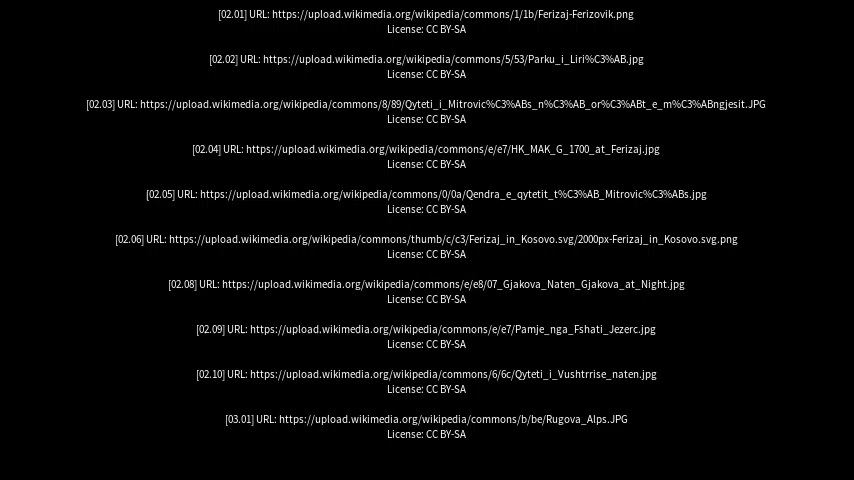 [02.01] URL: https://upload.wikimedia.org/wikipedia/commons/1/1b/Ferizaj-Ferizovik.png
License: CC BY-SA
[02.02] URL: https://upload.wikimedia.org/wikipedia/commons/5/53/Parku_i_Liri%C3%AB.jpg
License: CC BY-SA
[02.03] URL: https://upload.wikimedia.org/wikipedia/commons/8/89/Qyteti_i_Mitrovic%C3%ABs_n%C3%AB_or%C3%ABt_e_m%C3%ABngjesit.JPG
License: CC BY-SA
[02.04] URL: https://upload.wikimedia.org/wikipedia/commons/e/e7/HK_MAK_G_1700_at_Ferizaj.jpg
License: CC BY-SA
[02.05] URL: https://upload.wikimedia.org/wikipedia/commons/0/0a/Qendra_e_qytetit_t%C3%AB_Mitrovic%C3%ABs.jpg
License: CC BY-SA
[02.06] URL: https://upload.wikimedia.org/wikipedia/commons/thumb/c/c3/Ferizaj_in_Kosovo.svg/2000px-Ferizaj_in_Kosovo.svg.png
License: CC BY-SA
[02.08] URL: https://upload.wikimedia.org/wikipedia/commons/e/e8/07_Gjakova_Naten_Gjakova_at_Night.jpg
License: CC BY-SA
[02.09] URL: https://upload.wikimedia.org/wikipedia/commons/e/e7/Pamje_nga_Fshati_Jezerc.jpg
License: CC BY-SA
[02.10] URL: https://upload.wikimedia.org/wikipedia/commons/6/6c/Qyteti_i_Vushtrrise_naten.jpg
License: CC BY-SA
[03.01] URL: https://upload.wikimedia.org/wikipedia/commons/b/be/Rugova_Alps.JPG
License: CC BY-SA